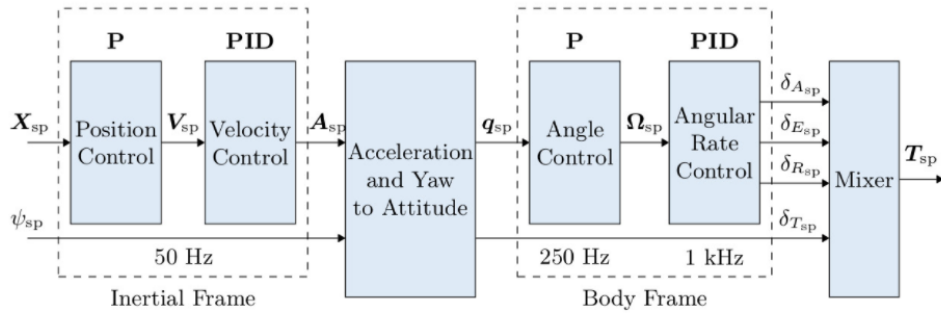 P
PID
P
PID
X_sp
Position
Control
V_sp
Velocity
Control
A_sp
Acceleration
and Yaw
to Attitude
q_sp
Angle
Control
Ω_sp
Angular
Rate
Control
δ_A_sp
δ_E_sp
δ_R_sp
δ_T_sp
Mixer
T_sp
ψ_sp
50 Hz
250 Hz
1 kHz
Inertial Frame
Body Frame